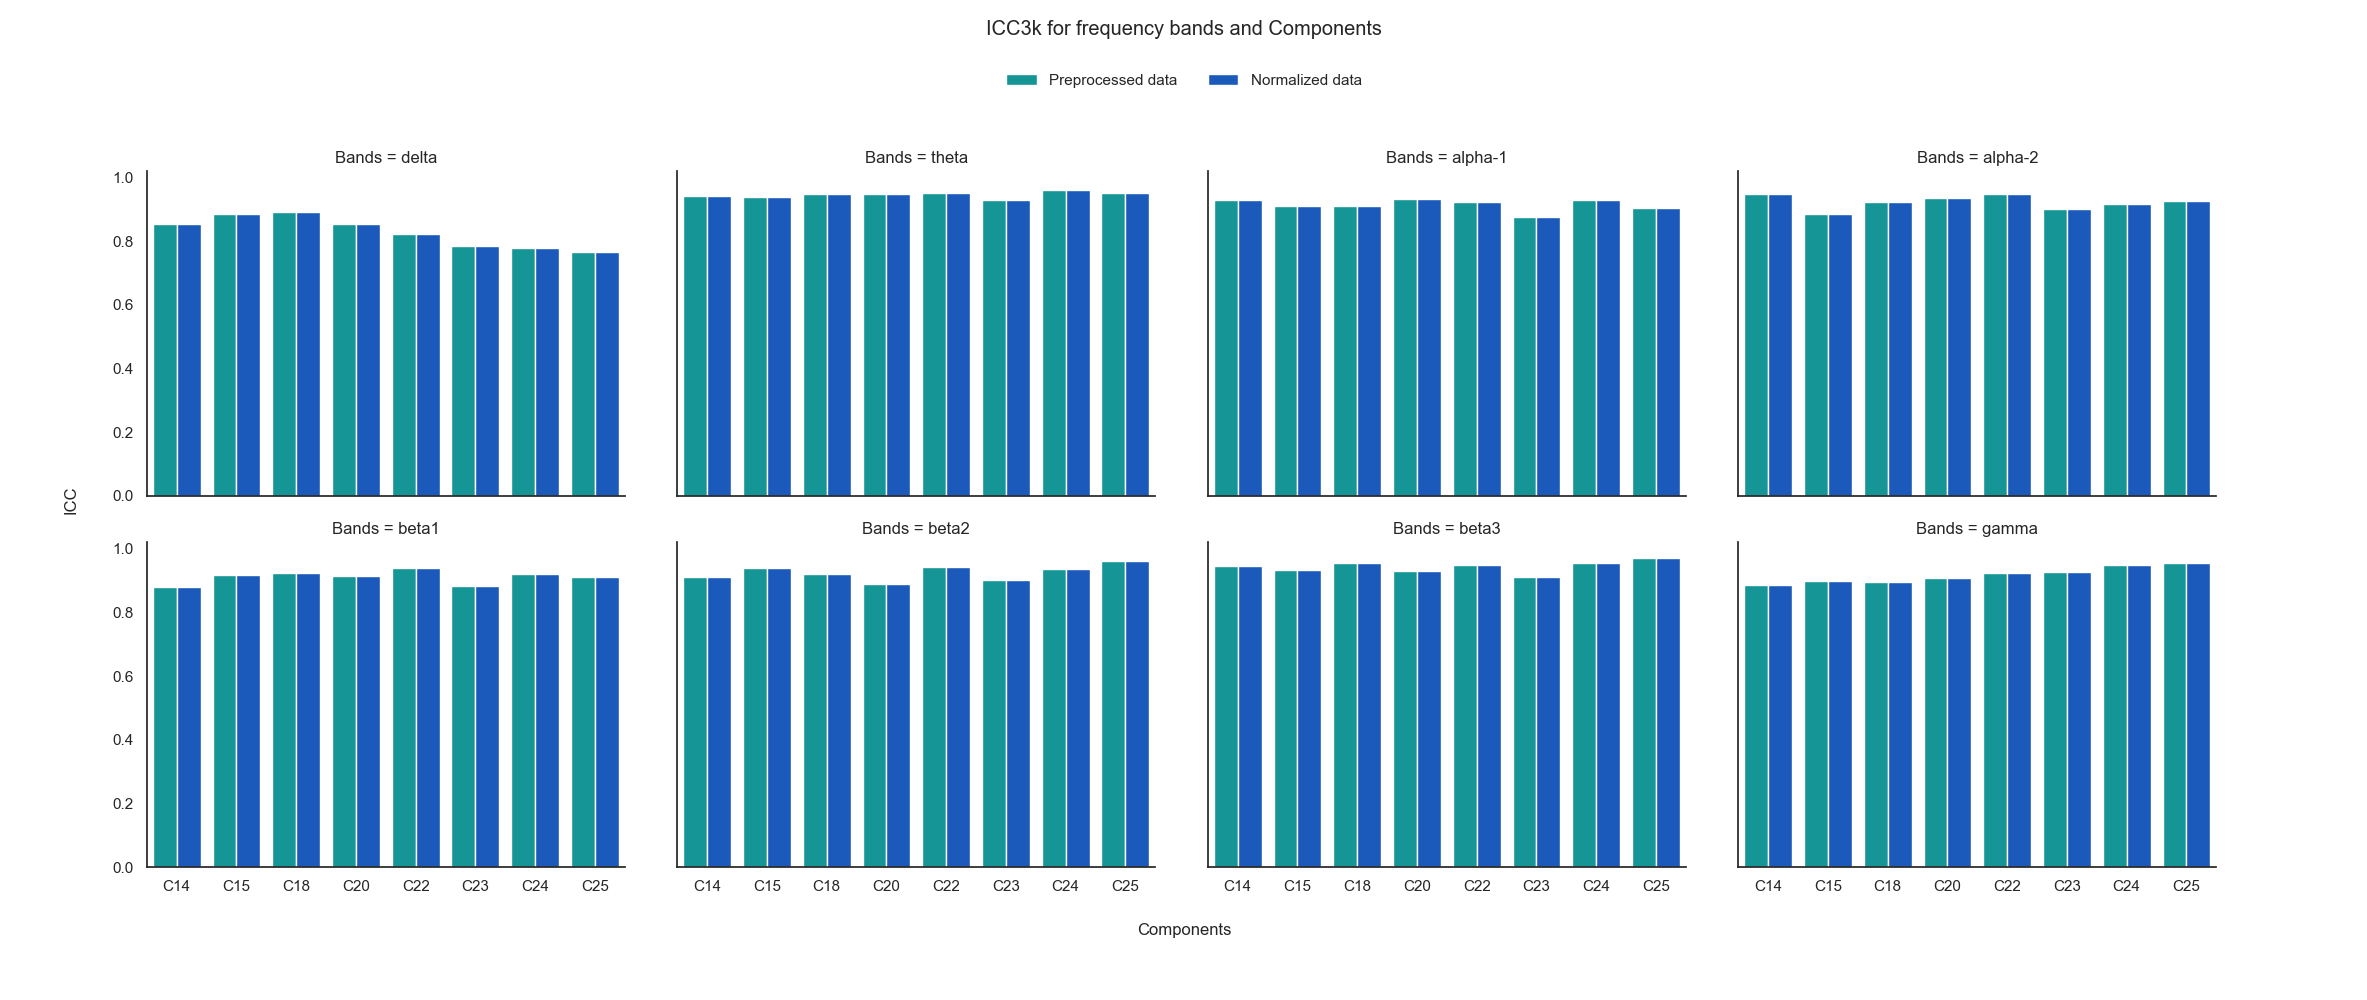 ICC3k for frequency bands and Components
Preprocessed data Normalized data
Bands = delta Bands = theta Bands = alpha-1 Bands = alpha-2
1.0
0.8
0.6
0.4
0.2
0.0
ICC
Bands = beta1 Bands = beta2 Bands = beta3 Bands = gamma
1.0
0.8
0.6
0.4
0.2
0.0
C14 C15 C18 C20 C22 C23 C24 C25 C14 C15 C18 C20 C22 C23 C24 C25 C14 C15 C18 C20 C22 C23 C24 C25 C14 C15 C18 C20 C22 C23 C24 C25
Components